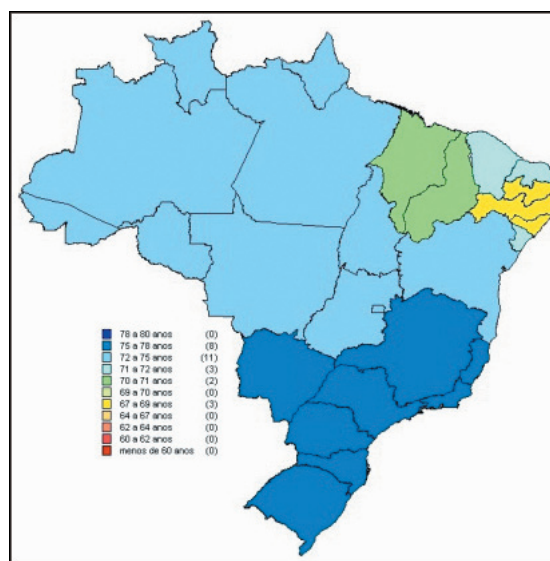 78 a 80 anos (0)
75 a 78 anos (8)
72 a 75 anos (11)
71 a 72 anos (3)
70 a 71 anos (2)
69 a 70 anos (0)
67 a 69 anos (3)
64 a 67 anos (0)
62 a 64 anos (0)
60 a 62 anos (0)
menos de 60 anos (0)